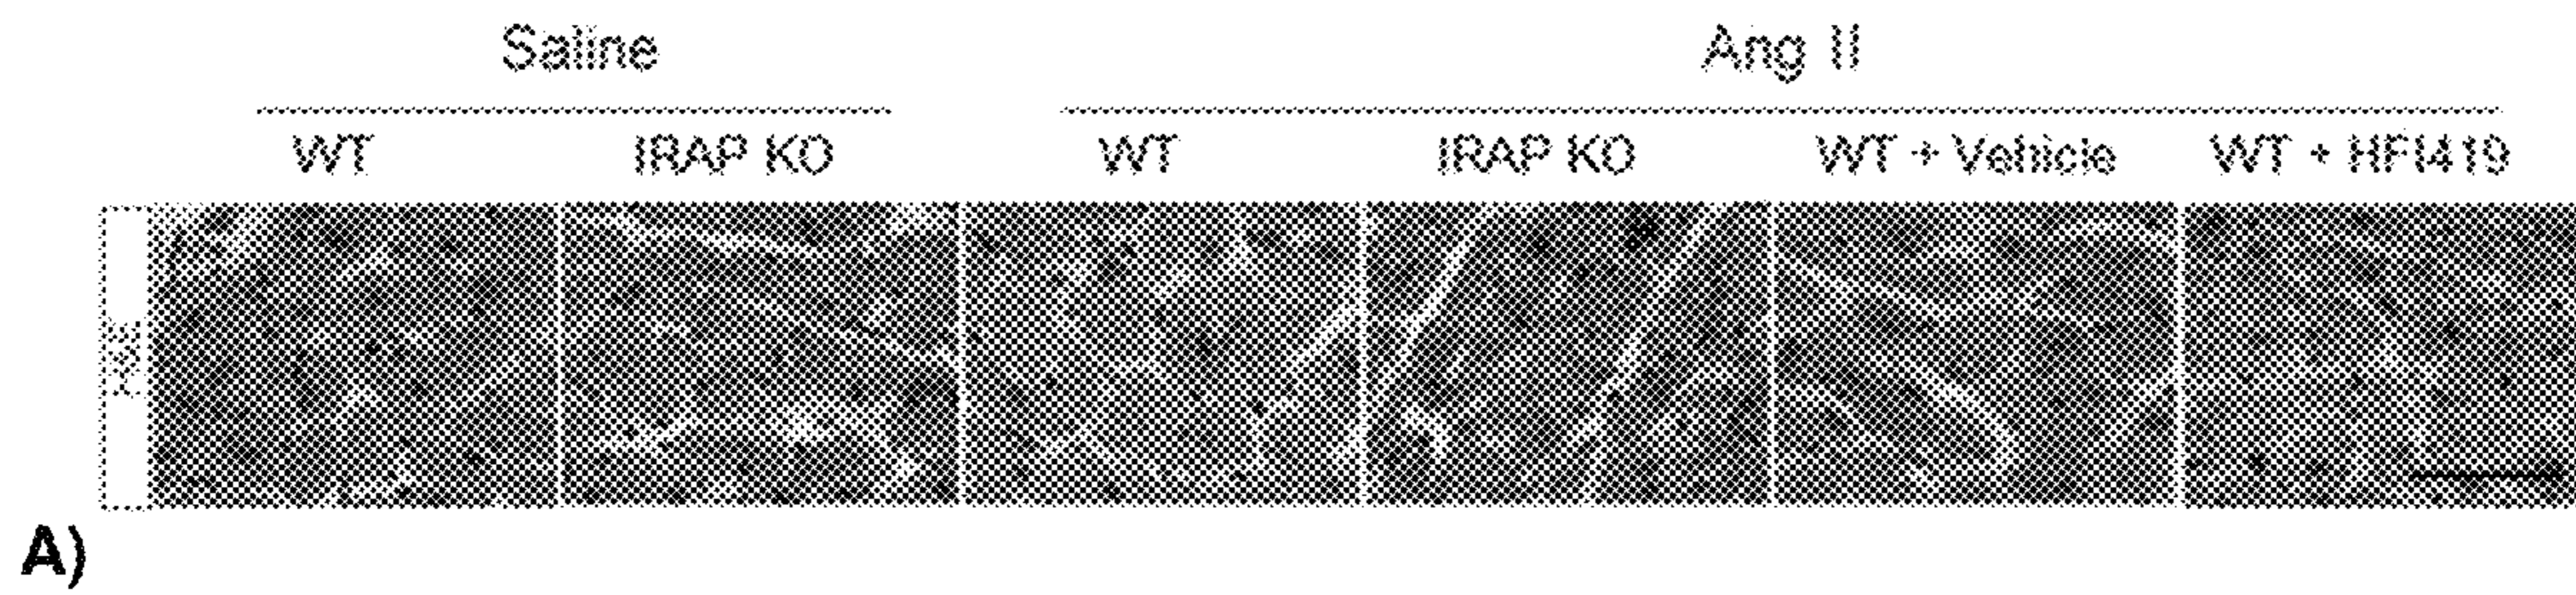 Saline Ang II
WT IRAP KO WT IRAP KO WT + Vehicle WT + HFI419
A)